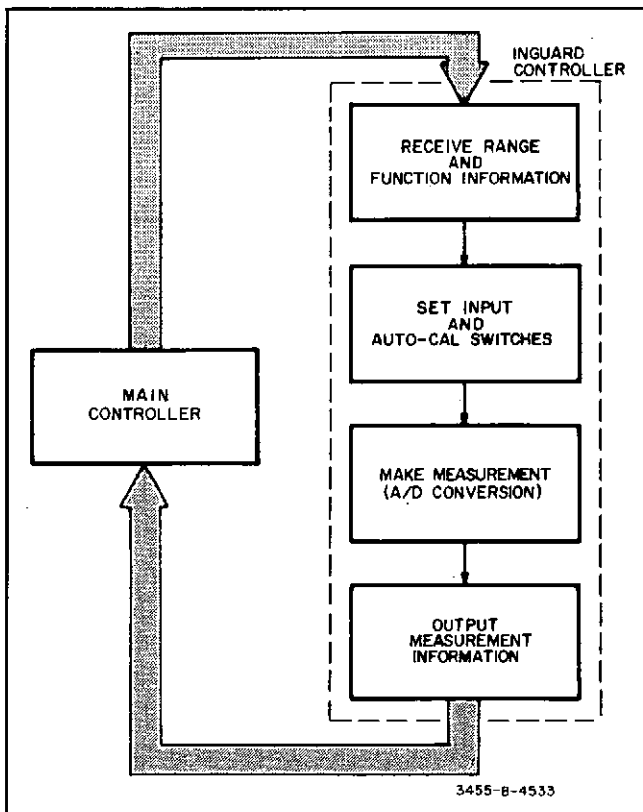 INGUARD
CONTROLLER
RECEIVE RANGE
AND
FUNCTION INFORMATION
SET INPUT
AND
AUTO-CAL SWITCHES
MAIN
CONTROLLER
MAKE MEASUREMENT
(A/D CONVERSION)
OUTPUT
MEASUREMENT
INFORMATION
3455-B-4533